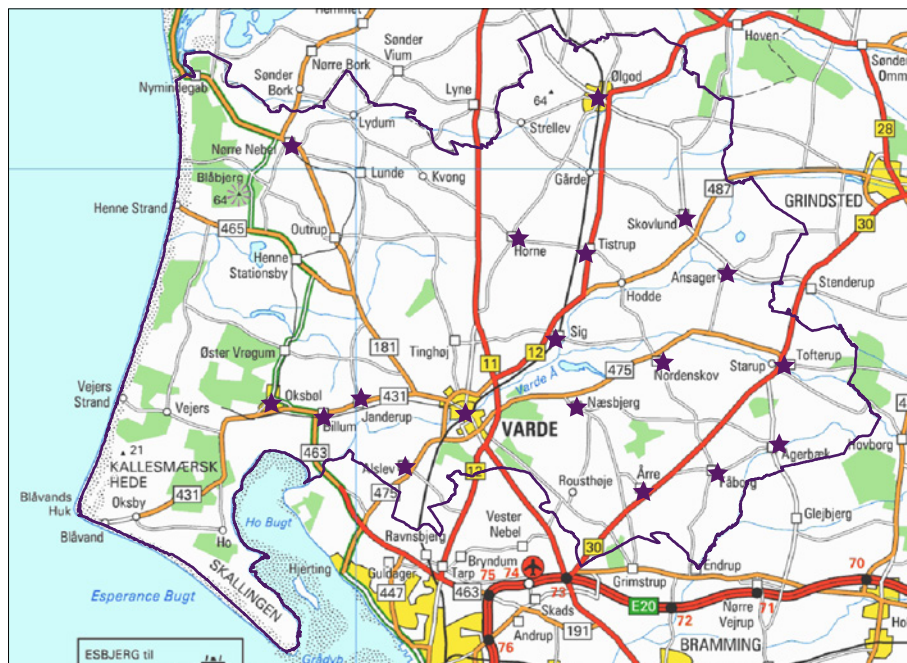 Hemmet
Hoven
Sønder
Omme
Sønder
Vium
Nørre Bork
Nymindegab
Sønder
Bork
Lyne
Ølgod
64
Strellev
Lydum
28
Nørre Nebel
Blåbjerg
64
Lunde
Kvong
Gårde
487
GRINDSTED
Henne Strand
465
Outrup
Skovlund
30
Horne
Tistrup
Henne
Stationsby
Ansager
Hodde
Stenderup
Sig
Tinghøj
181
11
12
Øster Vrøgum
475
Nordenskov
Starup
Tofterup
Varde Å
Vejers
Strand
Vejers
Oksbøl
431
Janderup
Billum
Næsbjerg
VARDE
463
21
KALLESMÆRSK
HEDE
Alslev
12
Agerbæk
Hovborg
431
475
Rousthøje
Årre
Fåborg
Blåvands
Huk
Oksby
Blåvand
Ho
Ho Bugt
Vester
Nebel
Glejbjerg
Ravnsbjerg
30
SKALLINGEN
Hjerting
Guldager
Tarp
Bryndum
75
74
Endrup
70
Esperance Bugt
447
463
Skads
73
Grimstrup
E20
Nørre
Vejrup
71
72
Andrup
191
76
BRAMMING
Ho
Grådyb
ESBJERG til